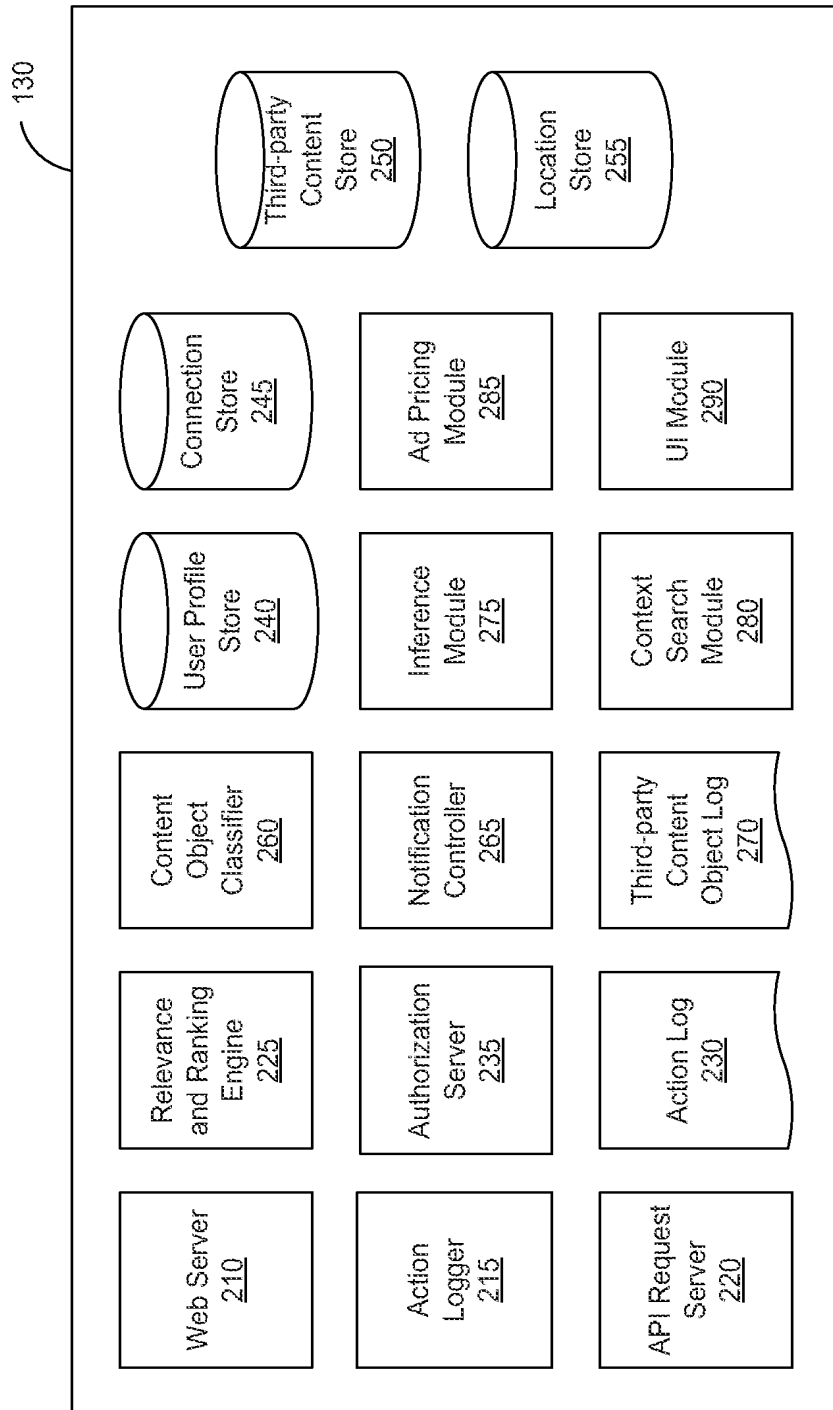 130
Web Server
210
Relevance
and Ranking
Engine
225
Content
Object
Classifier
260
User Profile
Store
240
Connection
Store
245
Third-party
Content
Store
250
Action
Logger
215
Authorization
Server
235
Notification
Controller
265
Inference
Module
275
Ad Pricing
Module
285
Location
Store
255
API Request
Server
220
Action Log
230
Third-party
Content
Object Log
270
Context
Search
Module
280
UI Module
290